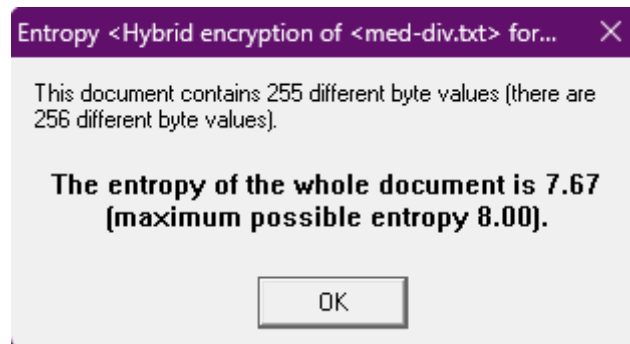 Entropy <Hybrid encryption of <med-div.txt> for...
This document contains 255 different byte values (there are
256 different byte values).
The entropy of the whole document is 7.67
(maximum possible entropy 8.00).
OK